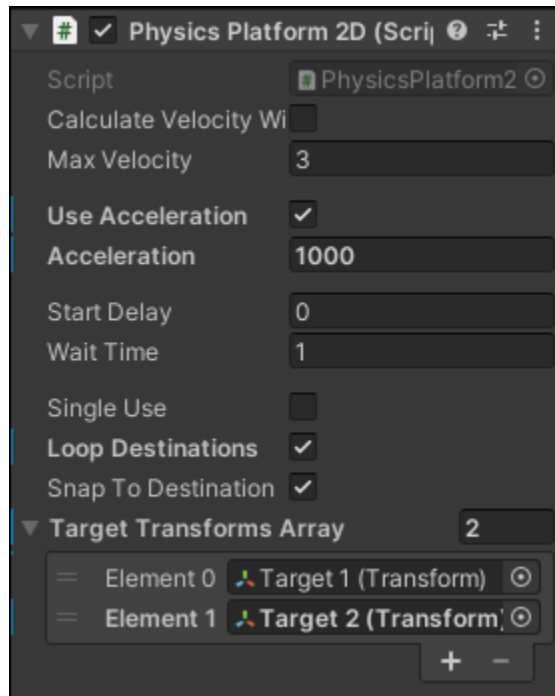 # Physics Platform 2D (Scri
Script PhysicsPlatform2
Calculate Velocity Wi
Max Velocity 3
Use Acceleration
Acceleration 1000
Start Delay 0
Wait Time 1
Single Use
Loop Destinations
Snap To Destination
Target Transforms Array 2
Element 0 Target 1 (Transform)
Element 1 Target 2 (Transform)